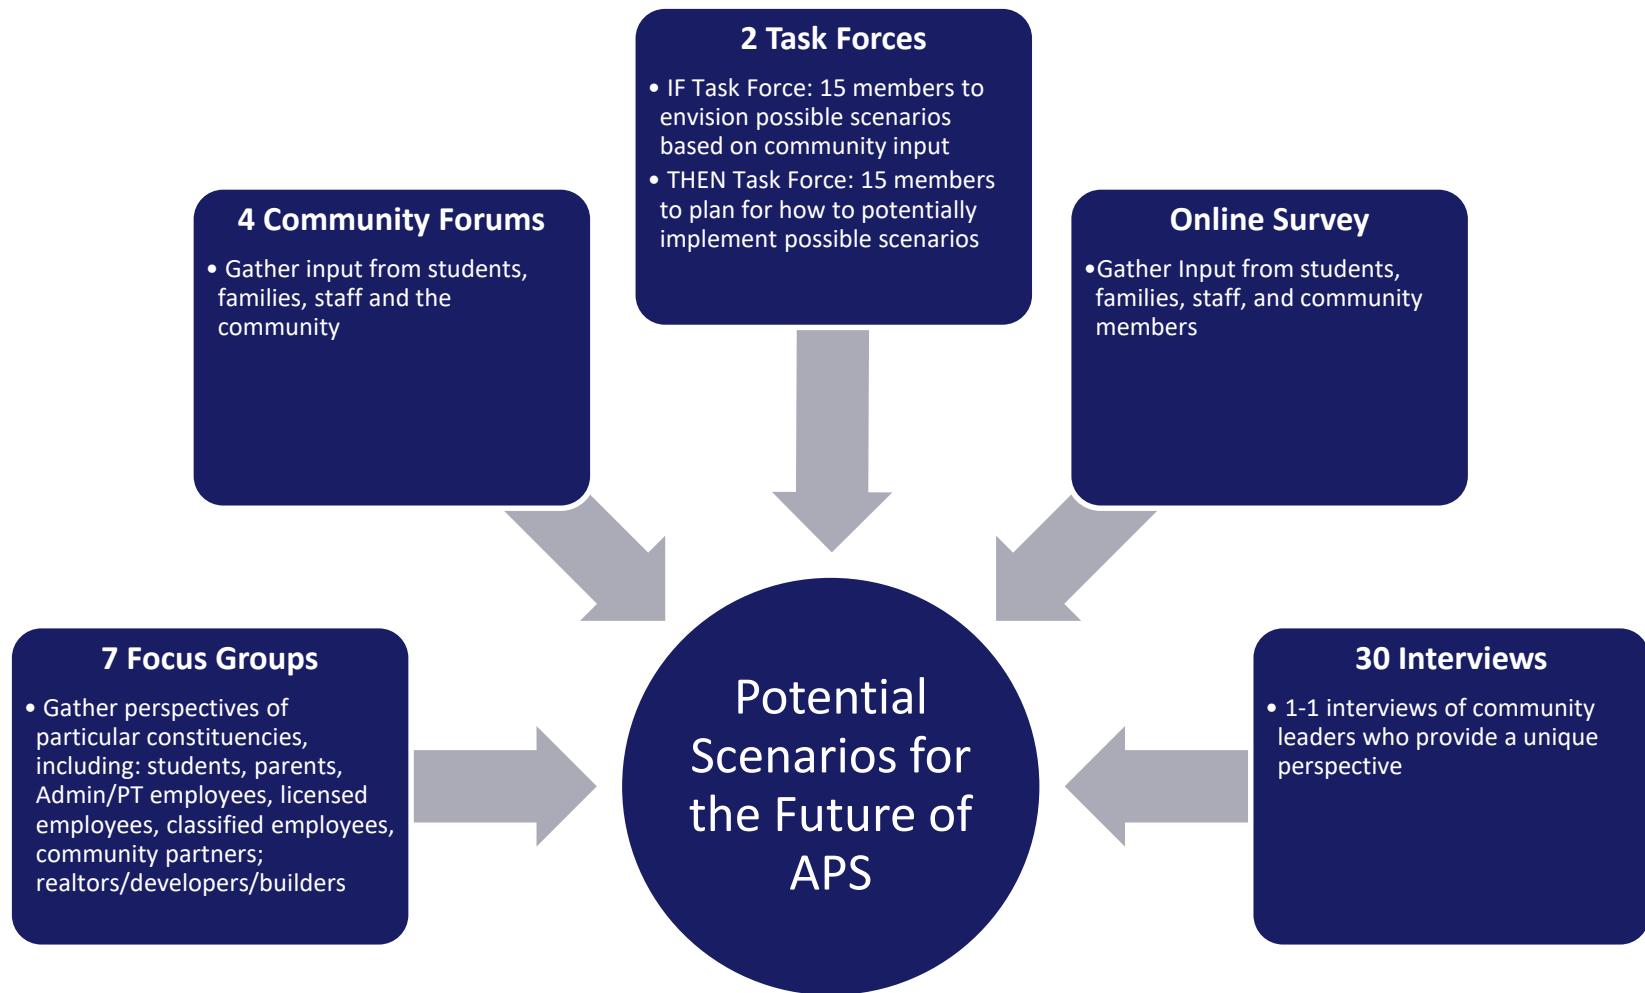 2 Task Forces
• IF Task Force: 15 members to
envision possible scenarios
based on community input
• THEN Task Force: 15 members
to plan for how to potentially
implement possible scenarios
4 Community Forums
• Gather input from students,
families, staff and the
community
Online Survey
•Gather Input from students,
families, staff, and community
members
7 Focus Groups
• Gather perspectives of
particular constituencies,
including: students, parents,
Admin/PT employees, licensed
employees, classified employees,
community partners;
realtors/developers/builders
30 Interviews
• 1-1 interviews of community
leaders who provide a unique
perspective
Potential
Scenarios for
the Future of
APS